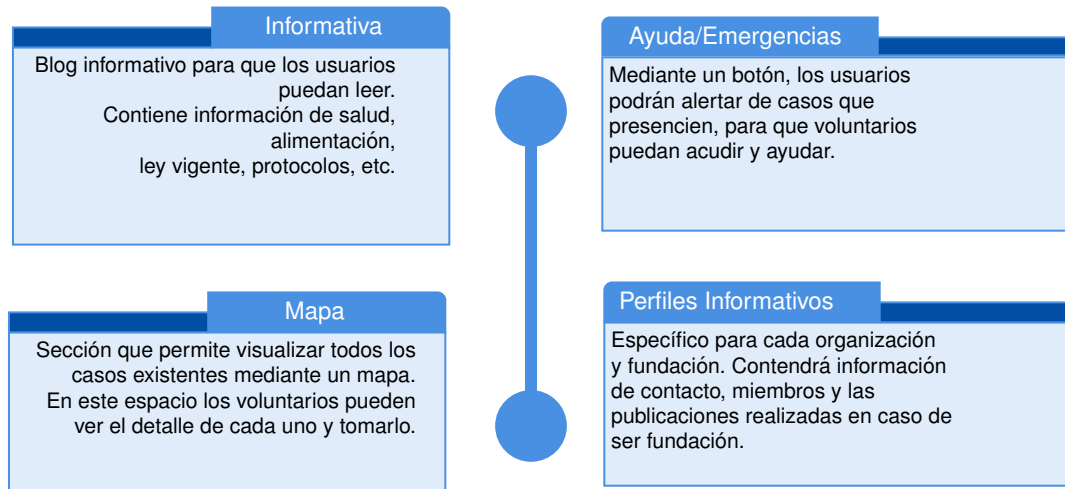 Informativa
Blog informativo para que los usuarios
puedan leer.
Contiene información de salud,
alimentación,
ley vigente, protocolos, etc.
Ayuda/Emergencias
Mediante un botón, los usuarios
podrán alertar de casos que
presencien, para que voluntarios
puedan acudir y ayudar.
Mapa
Sección que permite visualizar todos los
casos existentes mediante un mapa.
En este espacio los voluntarios pueden
ver el detalle de cada uno y tomarlo.
Perfiles Informativos
Específico para cada organización
y fundación. Contendrá información
de contacto, miembros y las
publicaciones realizadas en caso de
ser fundación.